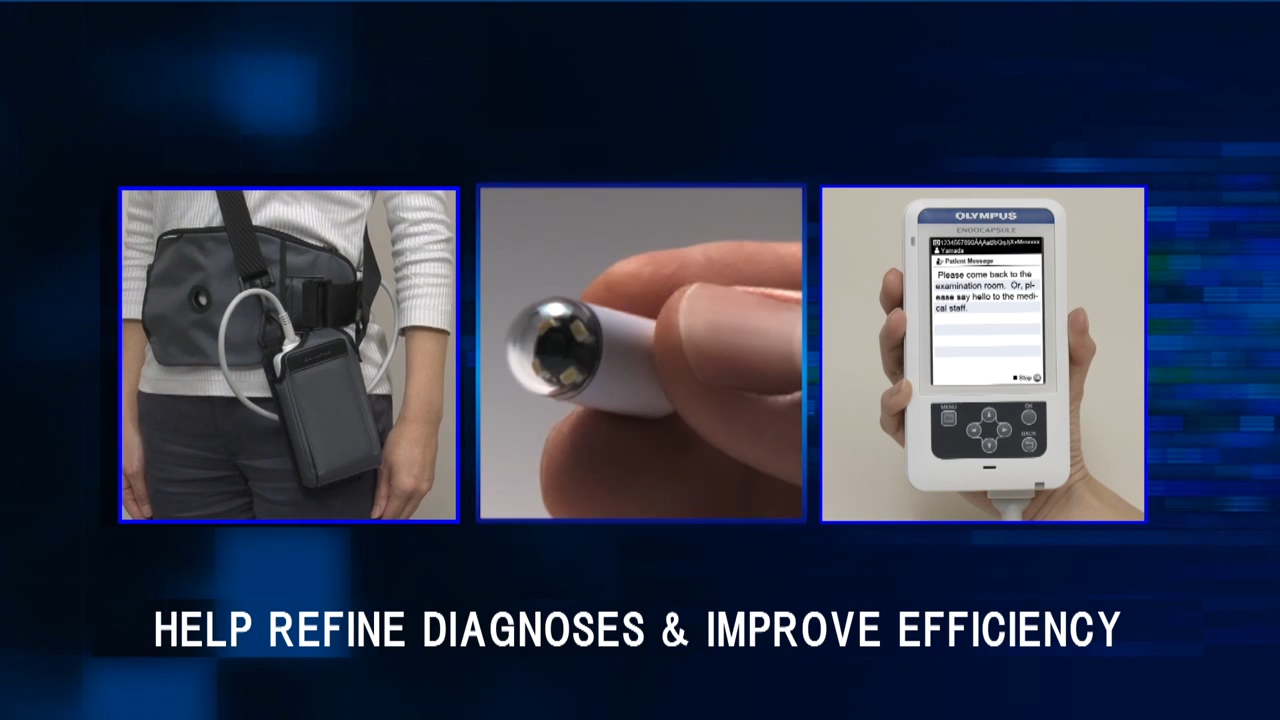 OLYMPUS
ENDOCAPSULE
Yamada
Patient Message
Please come back to the
examination room. Or, pl-
ease say hello to the medi-
cal staff.
Stop
MENU
OK
BACK
HELP REFINE DIAGNOSES & IMPROVE EFFICIENCY